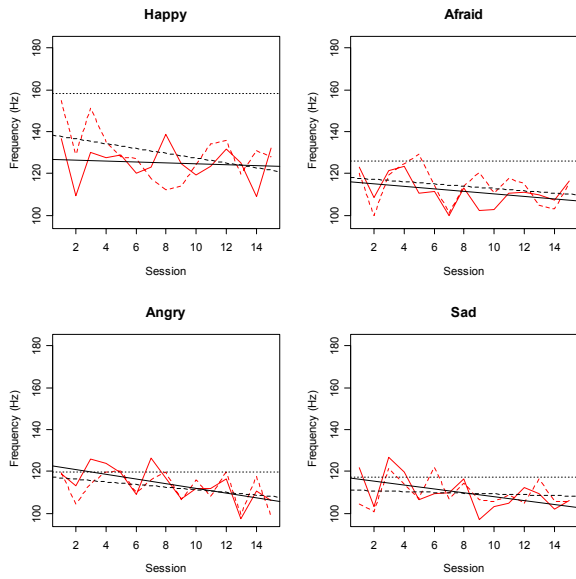 Happy
Frequency (Hz)
100 120 140 160 180
2 4 6 8 10 12 14
Session
Afraid
Frequency (Hz)
100 120 140 160 180
2 4 6 8 10 12 14
Session
Angry
Frequency (Hz)
100 120 140 160 180
2 4 6 8 10 12 14
Session
Sad
Frequency (Hz)
100 120 140 160 180
2 4 6 8 10 12 14
Session